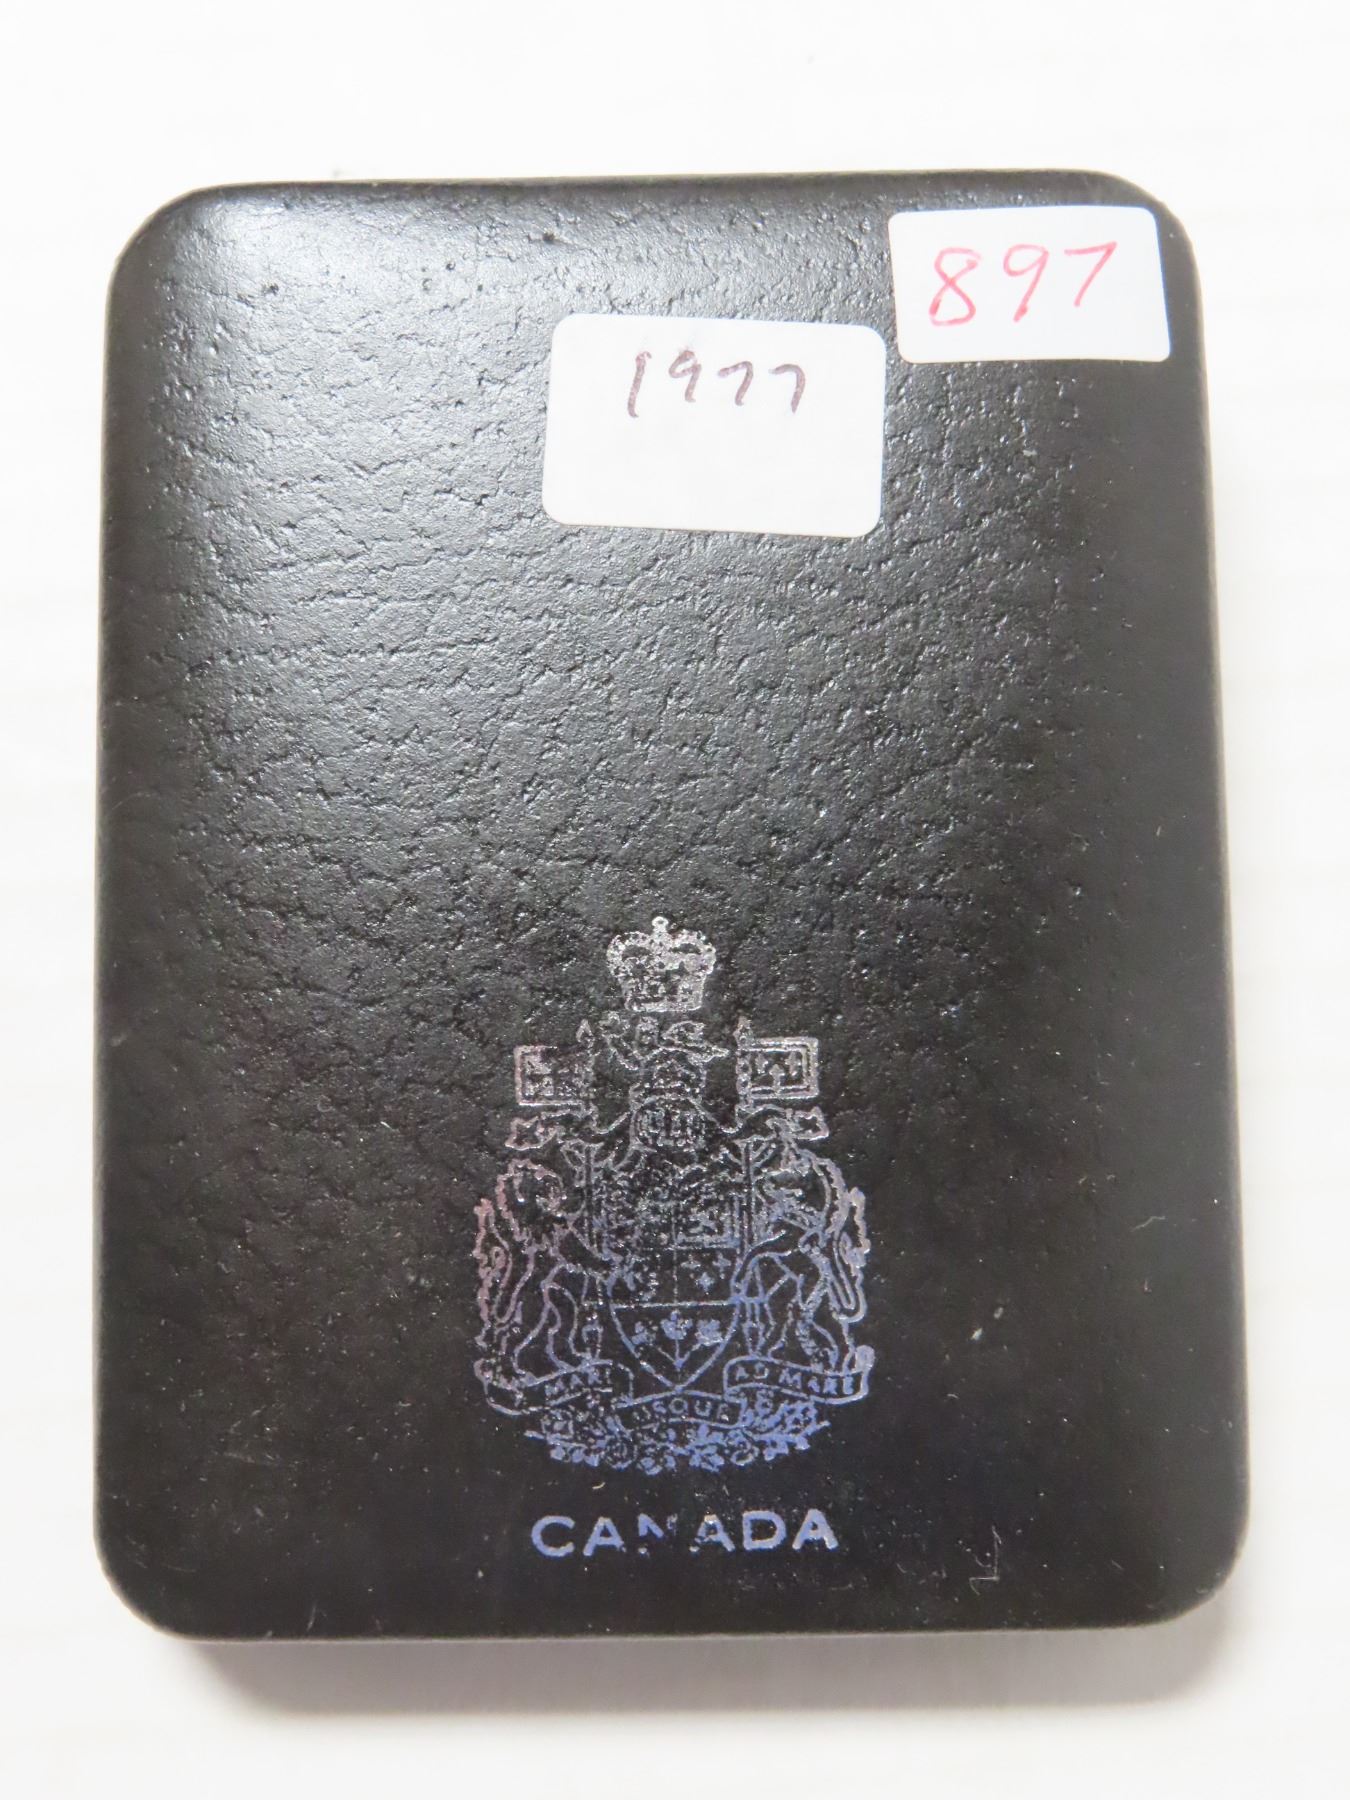 897
1977
A MARI
USQUE
AD MARE
CANADA